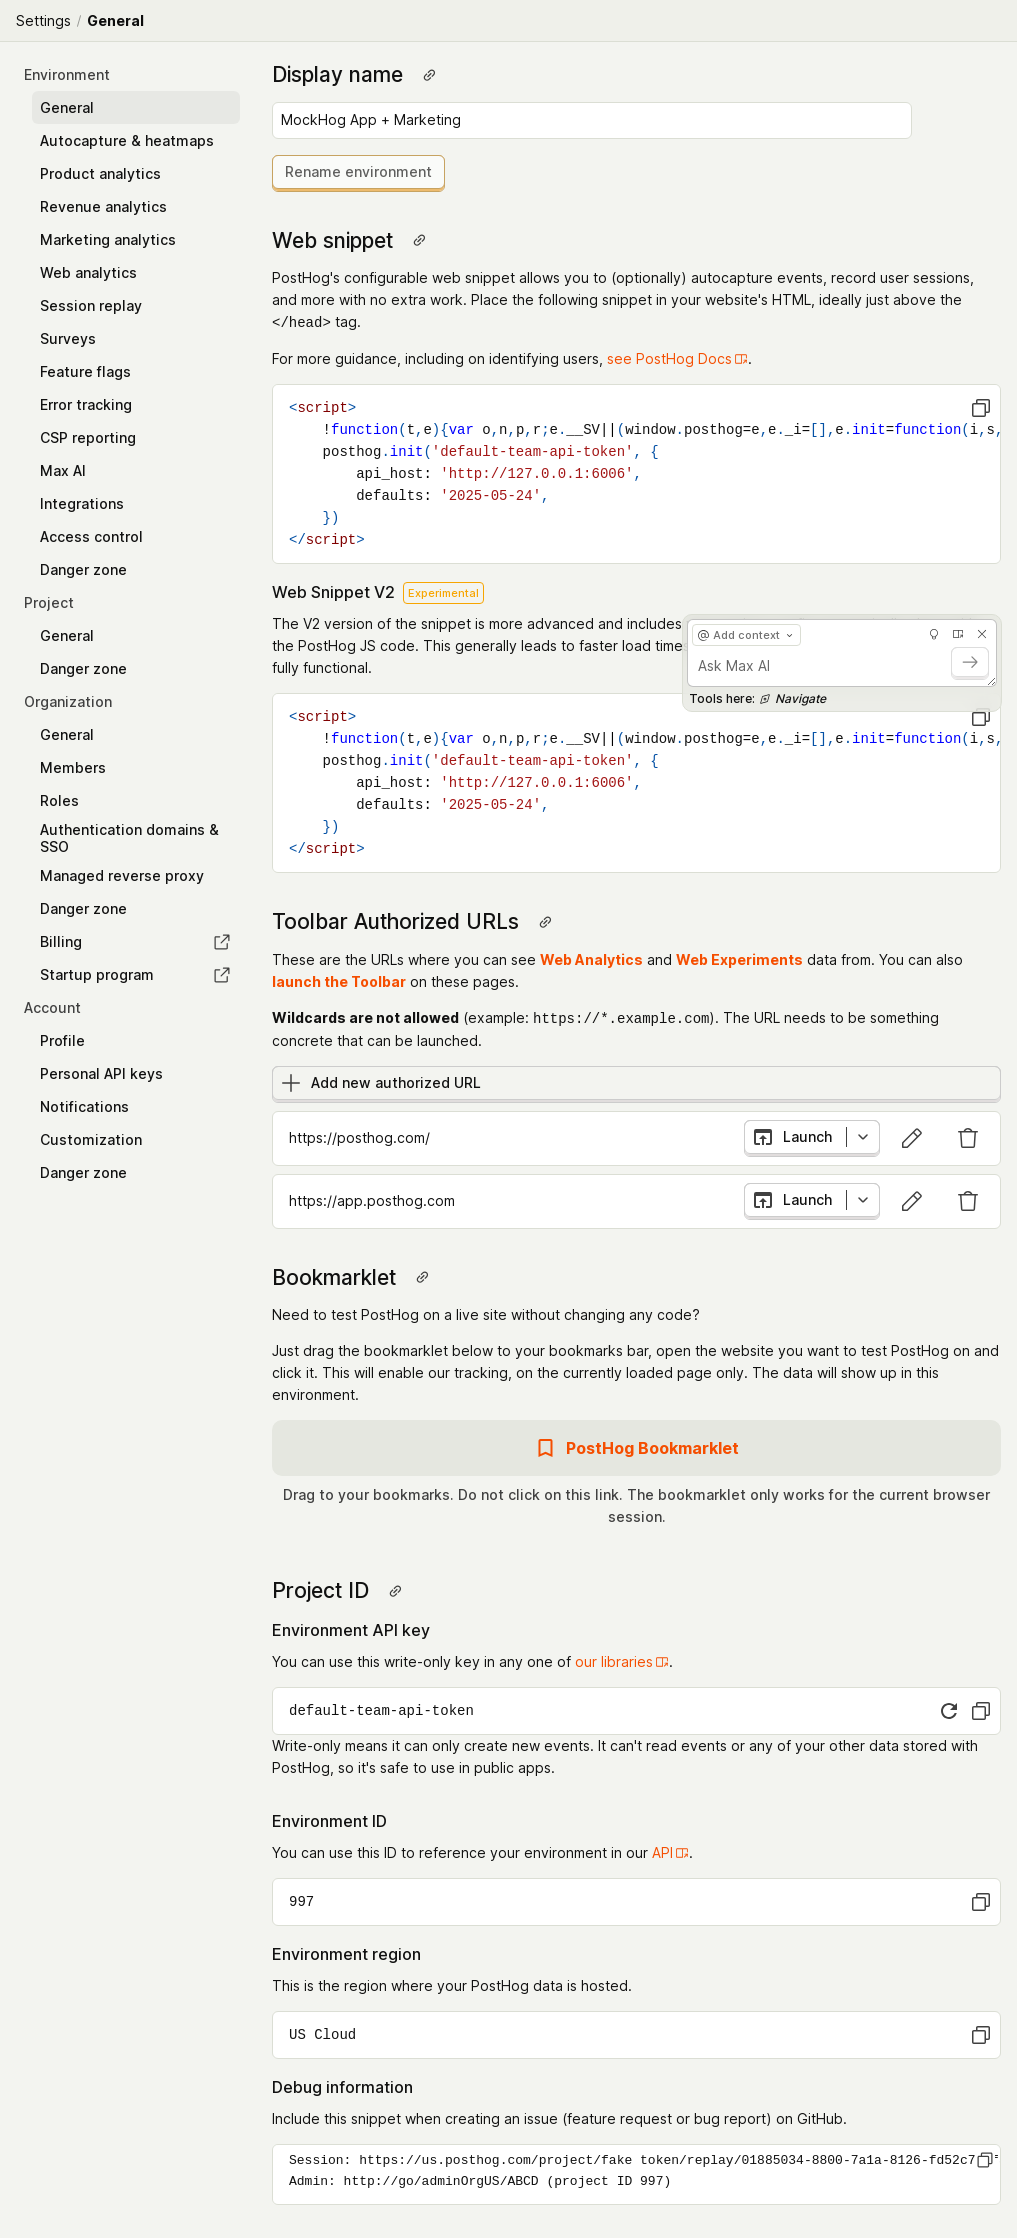 Settings / General
Environment
General
Autocapture & heatmaps
Product analytics
Revenue analytics
Marketing analytics
Web analytics
Session replay
Surveys
Feature flags
Error tracking
CSP reporting
Max AI
Integrations
Access control
Danger zone
Project
General
Danger zone
Organization
General
Members
Roles
Authentication domains &
SSO
Managed reverse proxy
Danger zone
Billing
Startup program
Account
Profile
Personal API keys
Notifications
Customization
Danger zone
Display name
MockHog App + Marketing
Rename environment
Web snippet
PostHog's configurable web snippet allows you to (optionally) autocapture events, record user sessions,
and more with no extra work. Place the following snippet in your website's HTML, ideally just above the
</head> tag.
For more guidance, including on identifying users, see PostHog Docs.
<script>
!function(t,e){var o,n,p,r;e.__SV||(window.posthog=e,e._i=[],e.init=function(i,s,
posthog.init('default-team-api-token', {
api_host: 'http://127.0.0.1:6006',
defaults: '2025-05-24',
})
</script>
Web Snippet V2 Experimental
The V2 version of the snippet is more advanced and includes
the PostHog JS code. This generally leads to faster load time
fully functional.
@ Add context
Ask Max AI
Tools here: Navigate
<script>
!function(t,e){var o,n,p,r;e.__SV||(window.posthog=e,e._i=[],e.init=function(i,s,
posthog.init('default-team-api-token', {
api_host: 'http://127.0.0.1:6006',
defaults: '2025-05-24',
})
</script>
Toolbar Authorized URLs
These are the URLs where you can see Web Analytics and Web Experiments data from. You can also
launch the Toolbar on these pages.
Wildcards are not allowed (example: https://*.example.com). The URL needs to be something
concrete that can be launched.
Add new authorized URL
https://posthog.com/ Launch
https://app.posthog.com Launch
Bookmarklet
Need to test PostHog on a live site without changing any code?
Just drag the bookmarklet below to your bookmarks bar, open the website you want to test PostHog on and
click it. This will enable our tracking, on the currently loaded page only. The data will show up in this
environment.
PostHog Bookmarklet
Drag to your bookmarks. Do not click on this link. The bookmarklet only works for the current browser
session.
Project ID
Environment API key
You can use this write-only key in any one of our libraries.
default-team-api-token
Write-only means it can only create new events. It can't read events or any of your other data stored with
PostHog, so it's safe to use in public apps.
Environment ID
You can use this ID to reference your environment in our API.
997
Environment region
This is the region where your PostHog data is hosted.
US Cloud
Debug information
Include this snippet when creating an issue (feature request or bug report) on GitHub.
Session: https://us.posthog.com/project/fake token/replay/01885034-8800-7a1a-8126-fd52c7
Admin: http://go/adminOrgUS/ABCD (project ID 997)